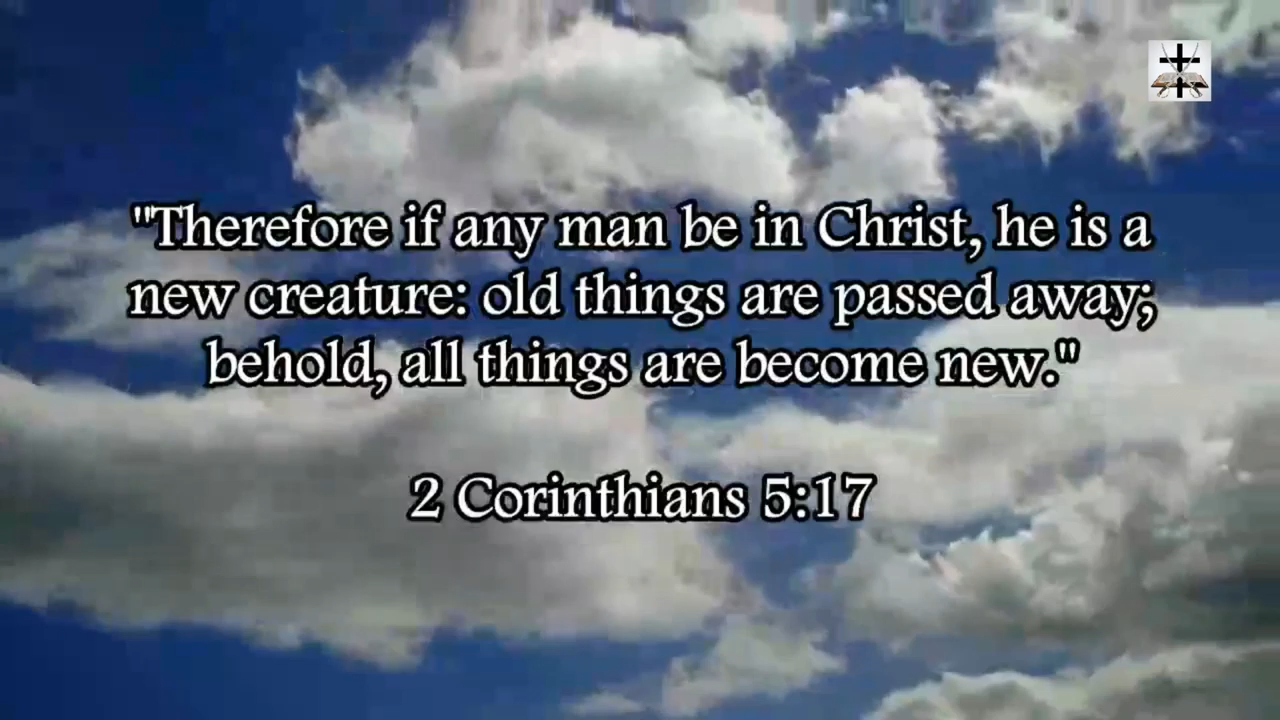 "Therefore if any man be in Christ, he is a
new creature: old things are passed away;
behold, all things are become new."
2 Corinthians 5:17